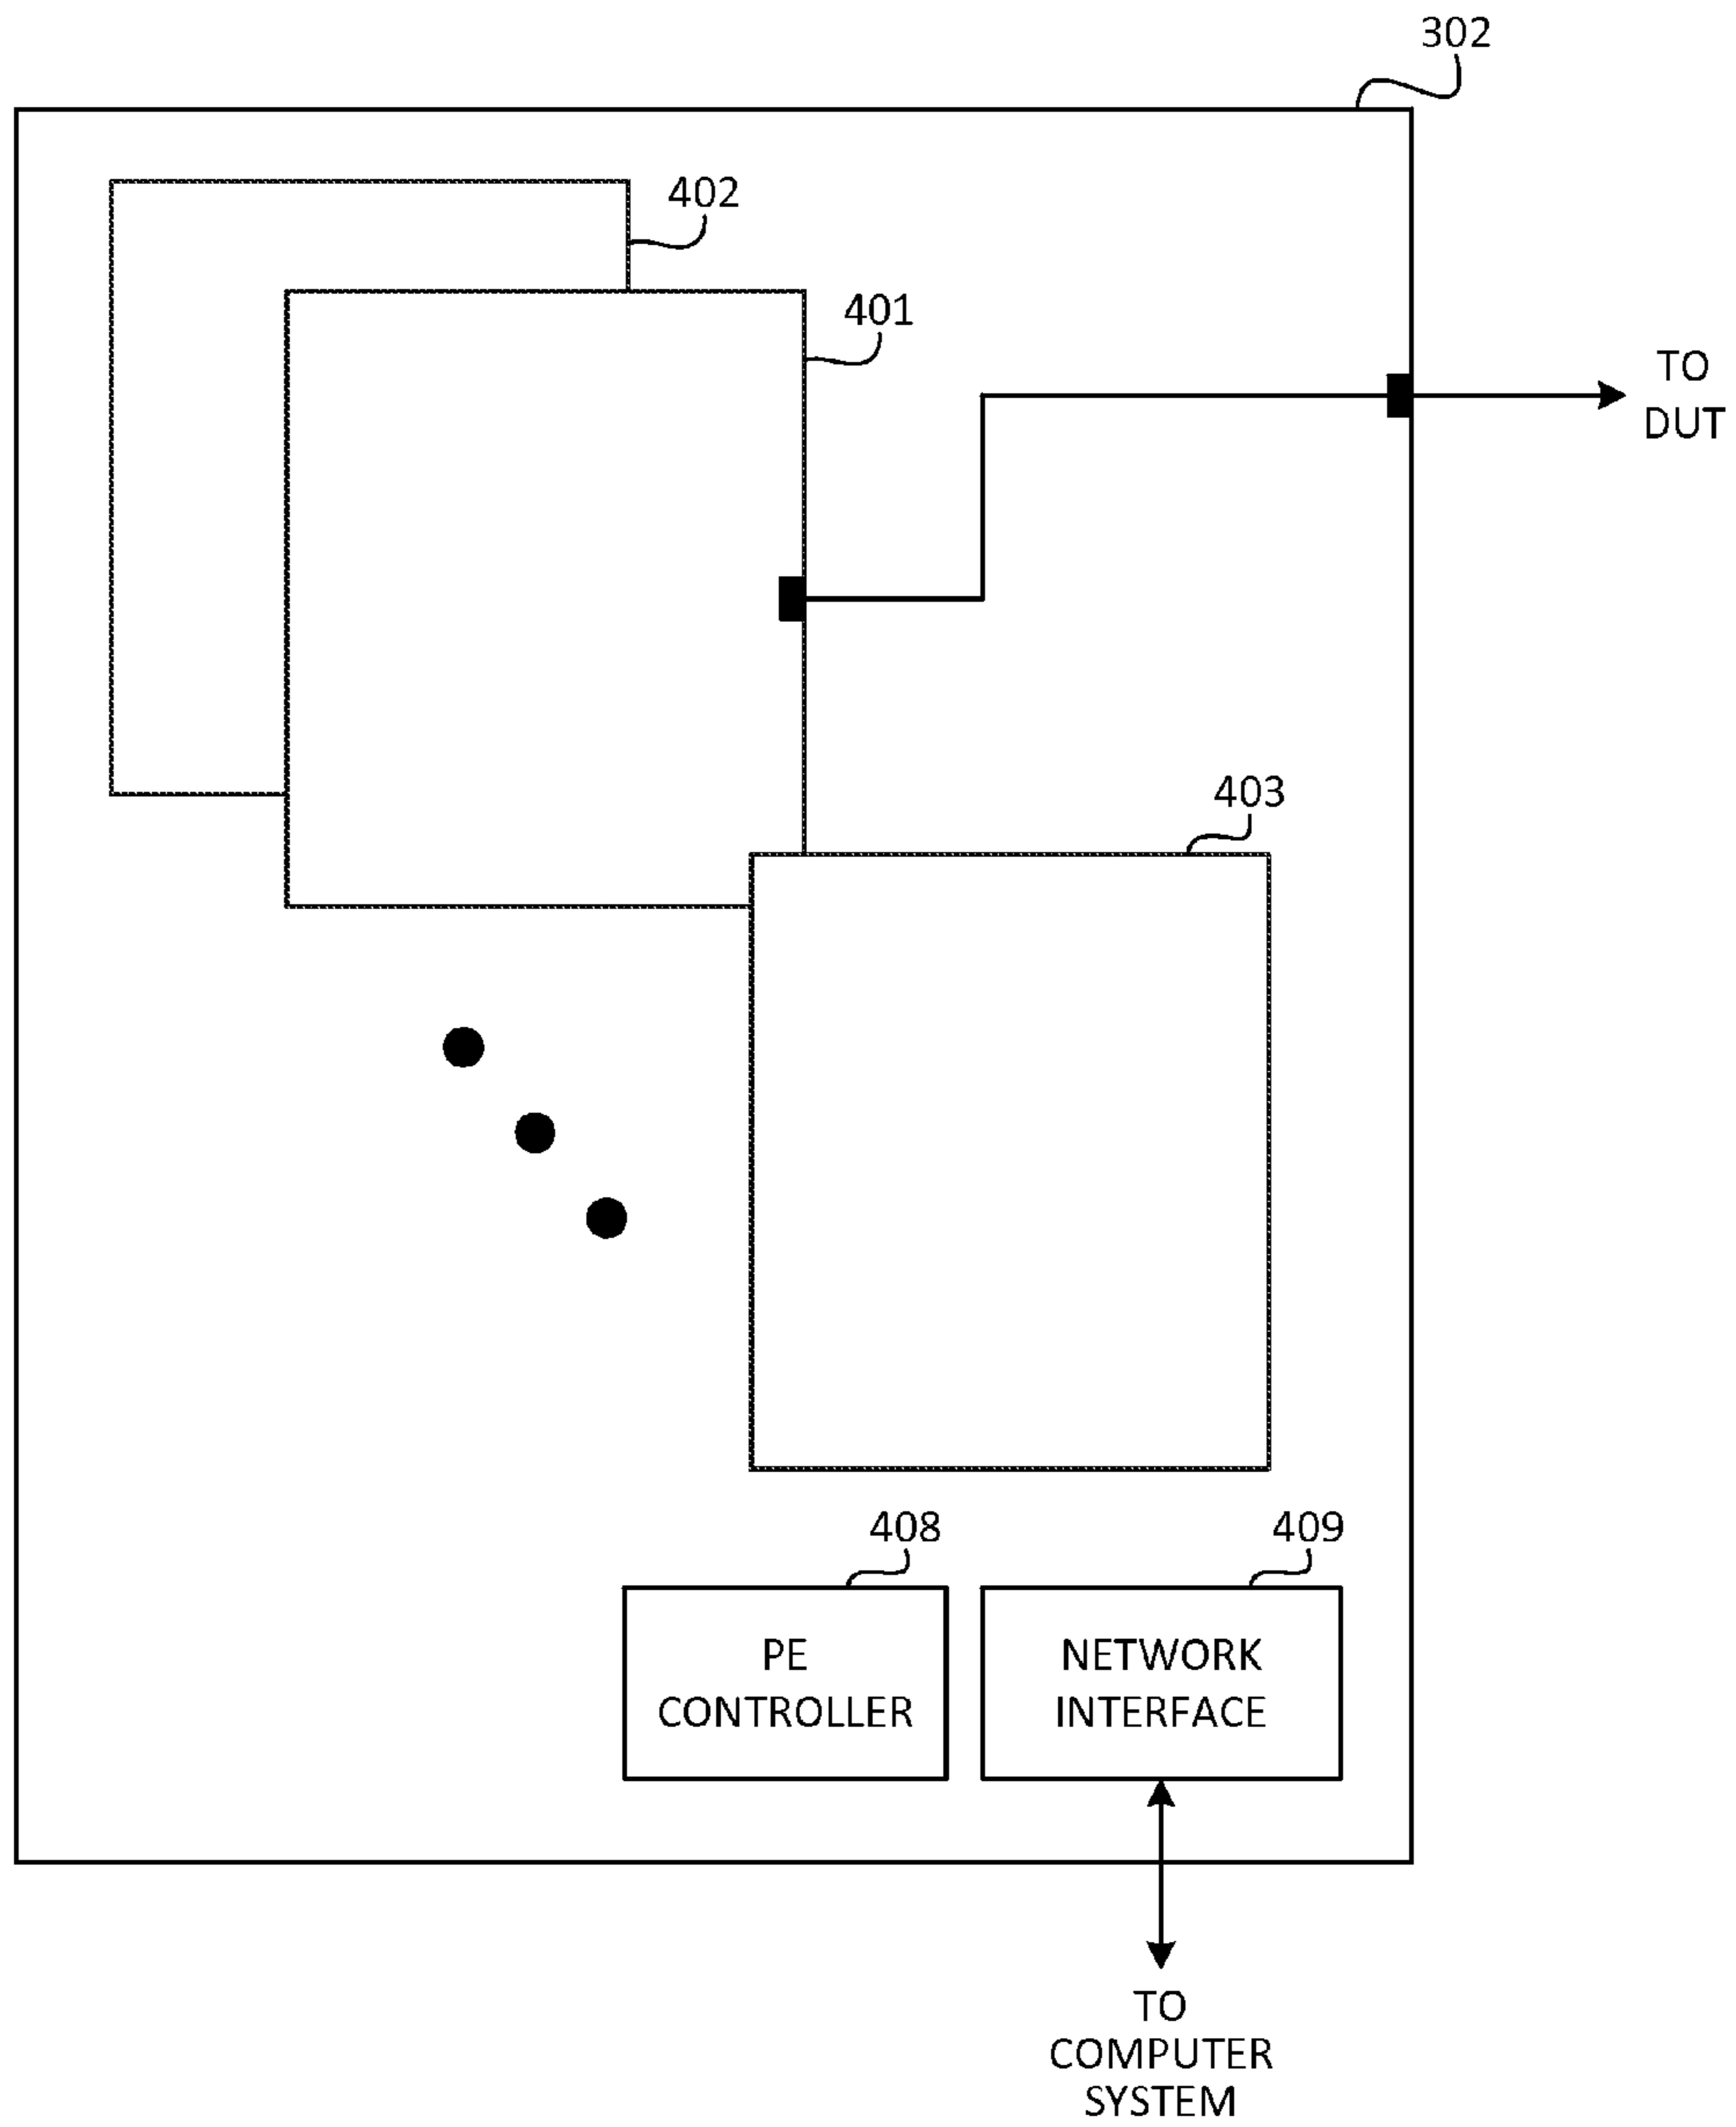 302
402
401
TO
DUT
403
408
409
PE
CONTROLLER
NETWORK
INTERFACE
TO
COMPUTER
SYSTEM